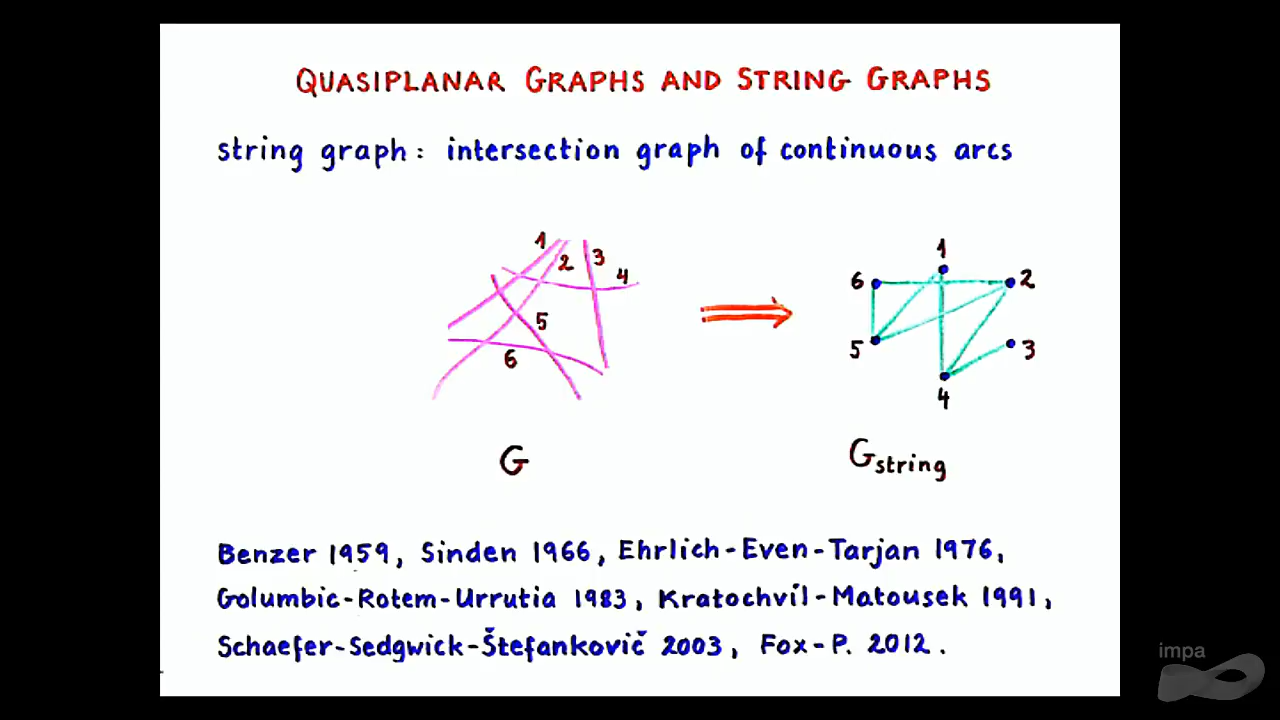 QUASIPLANAR GRAPHS AND STRING GRAPHS
string graph: intersection graph of continuous arcs
1
2
3
4
5
6
G
1
6
2
5
3
4
Gstring
Benzer 1959, Sinden 1966, Ehrlich-Even-Tarjan 1976,
Golumbic-Rotem-Urrutia 1983, Kratochvíl-Matousek 1991,
Schaefer-Sedgwick-Štefankovič 2003, Fox-P. 2012.
impa